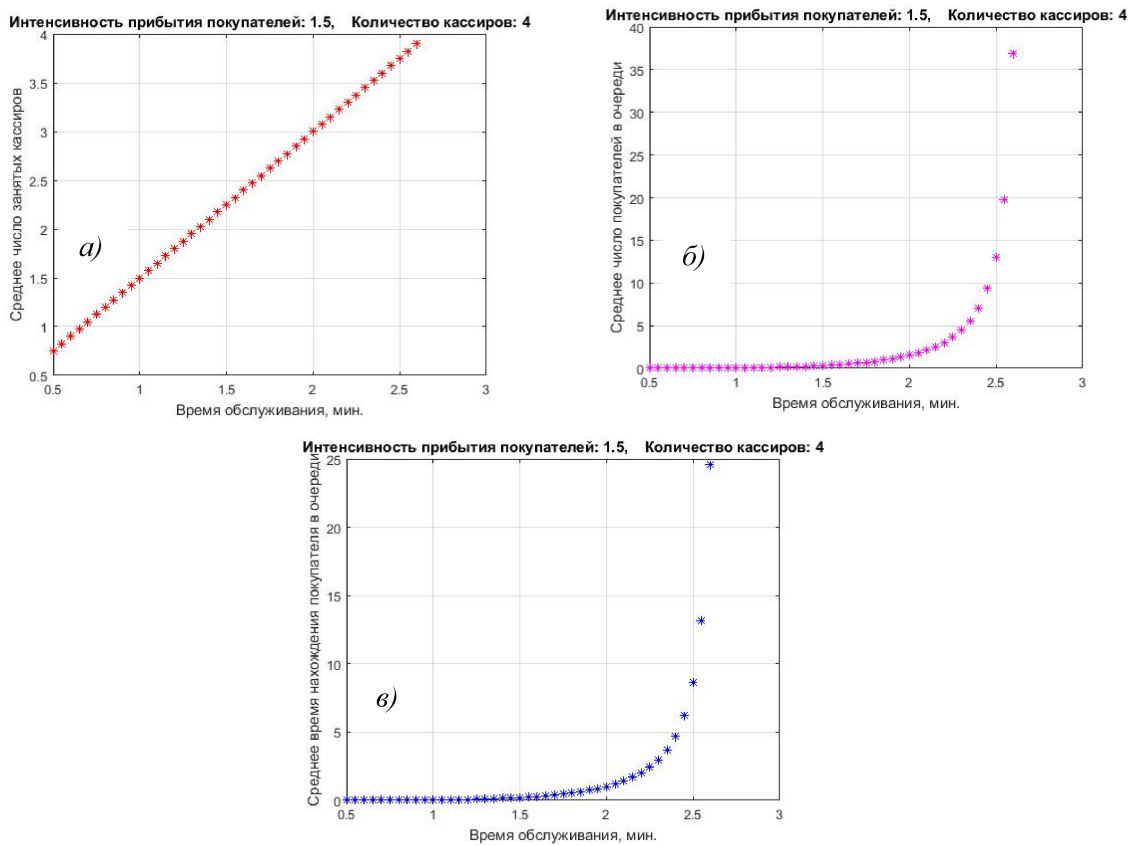 Интенсивность прибытия покупателей: 1.5, Количество кассиров: 4
Среднее число занятых кассиров
4
3.5
3
2.5
2
1.5
1
0.5
а)
0.5 1 1.5 2 2.5 3
Время обслуживания, мин.
Интенсивность прибытия покупателей: 1.5, Количество кассиров: 4
Среднее число покупателей в очереди
40
35
30
25
20
15
10
5
0
б)
0.5 1 1.5 2 2.5 3
Время обслуживания, мин.
Интенсивность прибытия покупателей: 1.5, Количество кассиров: 4
Среднее время нахождения покупателя в очереди
25
20
15
10
5
0
в)
0.5 1 1.5 2 2.5 3
Время обслуживания, мин.